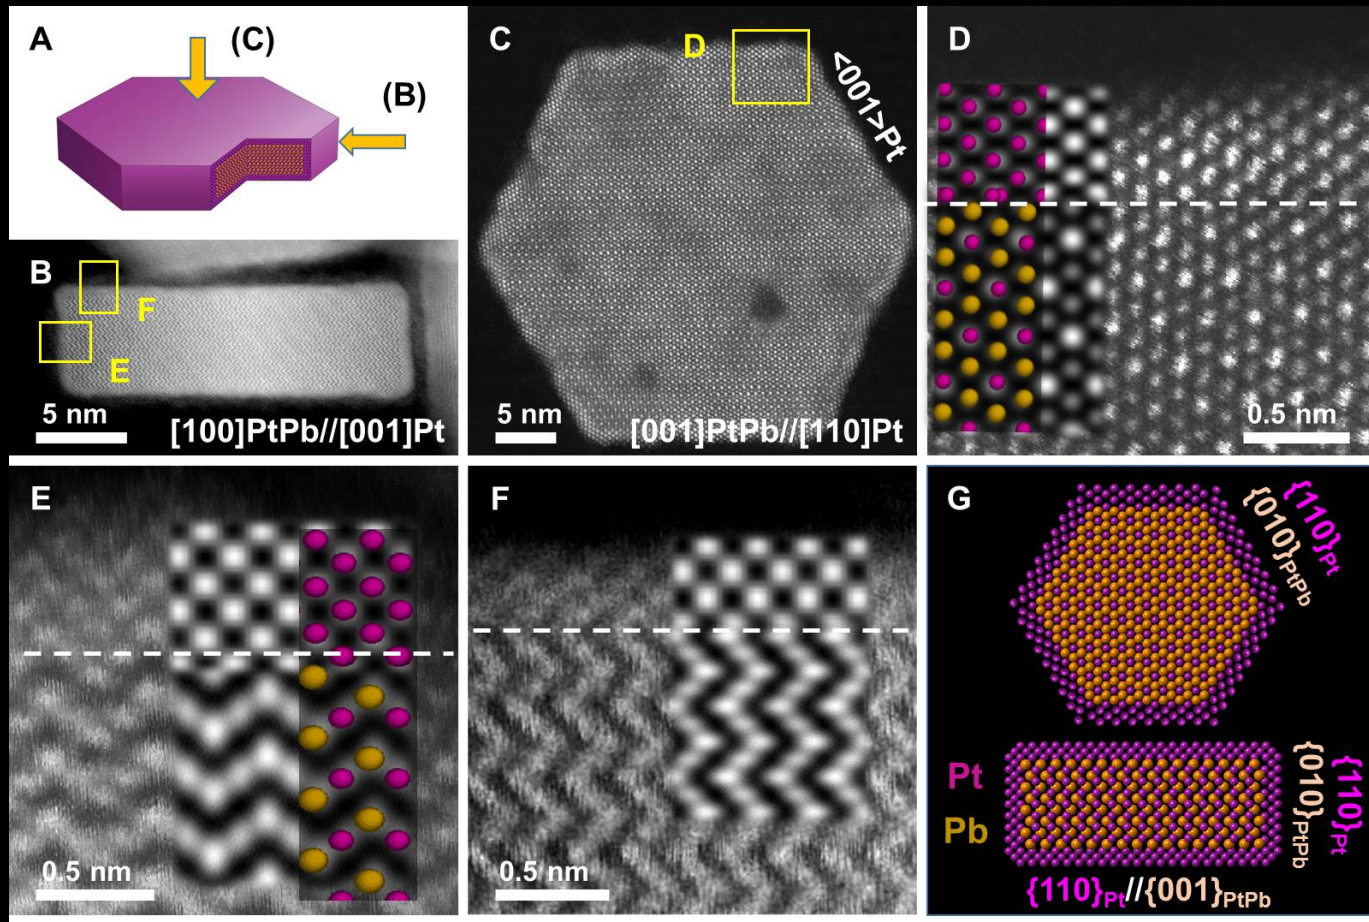 A
(C)
(B)
B
F
E
5 nm
[100]PtPb//[001]Pt
C
D
<001>Pt
5 nm
[001]PtPb//[110]Pt
D
0.5 nm
E
0.5 nm
F
0.5 nm
G
{110}Pt
{010}PtPb
Pt
Pb
{010}PtPb
{110}Pt
{110}Pt//{001}PtPb